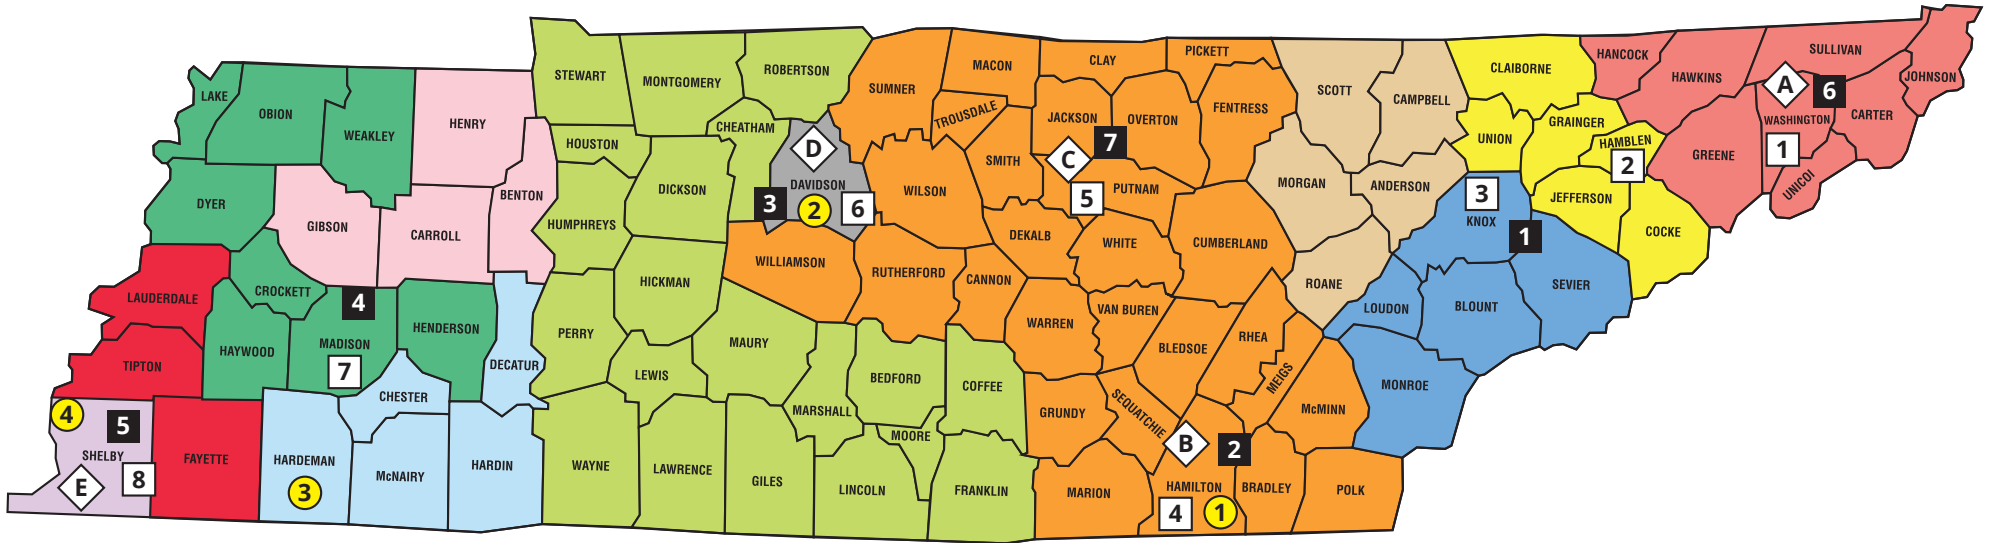 LAKE
OBION
WEAKLEY
HENRY
STEWART
MONTGOMERY
ROBERTSON
SUMNER
MACON
CLAY
PICKETT
SCOTT
CAMPBELL
CLAIBORNE
HANCOCK
HAWKINS
SULLIVAN
JOHNSON
A
6
TROUSDALE
JACKSON
OVERTON
FENTRESS
CHEATHAM
HOUSTON
D
7
C
UNION
GRAINGER
HAMBLEN
2
GREENE
WASHINGTON
1
CARTER
UNICOI
DYER
GIBSON
CARROLL
BENTON
HUMPHREYS
DICKSON
DAVIDSON
3
2
6
WILSON
SMITH
PUTNAM
5
MORGAN
ANDERSON
3
KNOX
1
JEFFERSON
COCKE
LAUDERDALE
CROCKETT
4
HICKMAN
WILLIAMSON
RUTHERFORD
CANNON
DEKALB
WHITE
CUMBERLAND
ROANE
LOUDON
BLOUNT
SEVIER
TIPTON
HAYWOOD
MADISON
7
HENDERSON
DECATUR
PERRY
LEWIS
MAURY
WARREN
VAN BUREN
BLEDSOE
RHEA
MEIGS
MONROE
4
5
SHELBY
E
8
FAYETTE
HARDEMAN
3
CHESTER
McNAIRY
HARDIN
WAYNE
LAWRENCE
GILES
MARSHALL
BEDFORD
MOORE
COFFEE
LINCOLN
FRANKLIN
GRUNDY
SEQUATCHIE
MARION
B
2
HAMILTON
4
1
BRADLEY
McMINN
POLK